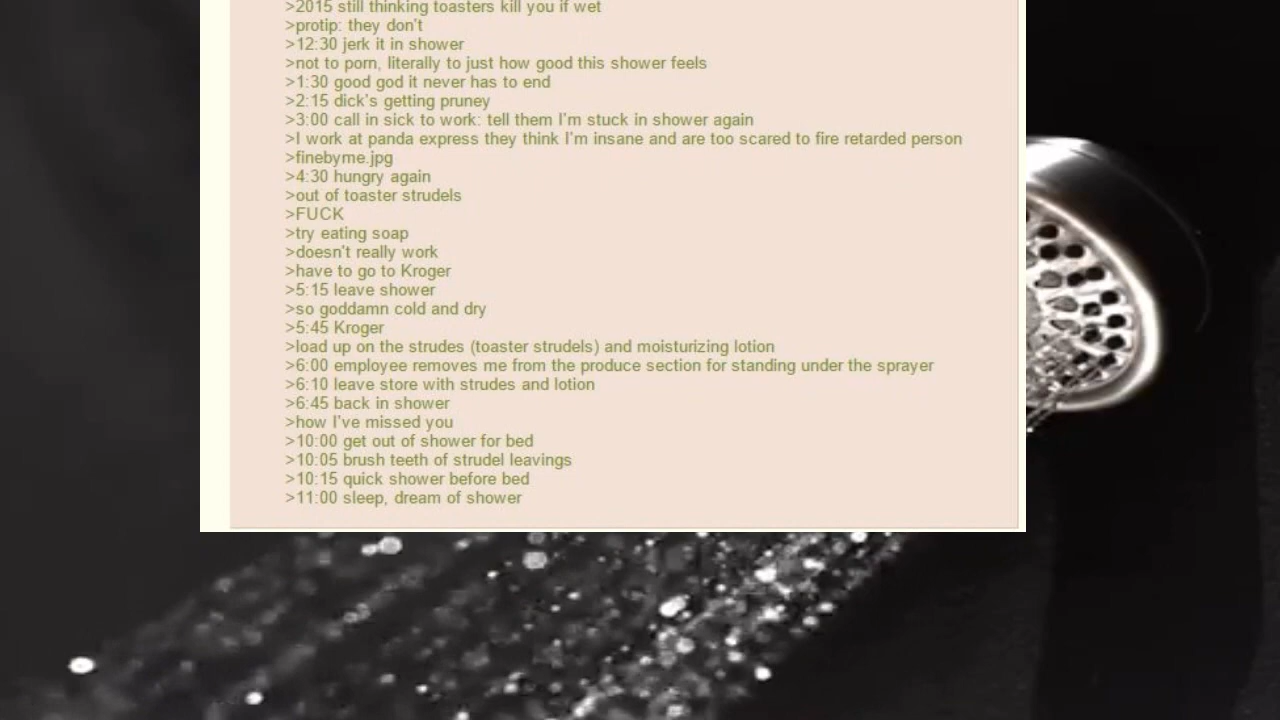 >2015 still thinking toasters kill you if wet
>protip: they don't
>12:30 jerk it in shower
>not to porn, literally to just how good this shower feels
>1:30 good god it never has to end
>2:15 dick's getting pruney
>3:00 call in sick to work: tell them I'm stuck in shower again
>I work at panda express they think I'm insane and are too scared to fire retarded person
>finebyme.jpg
>4:30 hungry again
>out of toaster strudels
>FUCK
>try eating soap
>doesn't really work
>have to go to Kroger
>5:15 leave shower
>so goddamn cold and dry
>5:45 Kroger
>load up on the strudes (toaster strudels) and moisturizing lotion
>6:00 employee removes me from the produce section for standing under the sprayer
>6:10 leave store with strudes and lotion
>6:45 back in shower
>how I've missed you
>10:00 get out of shower for bed
>10:05 brush teeth of strudel leavings
>10:15 quick shower before bed
>11:00 sleep, dream of shower